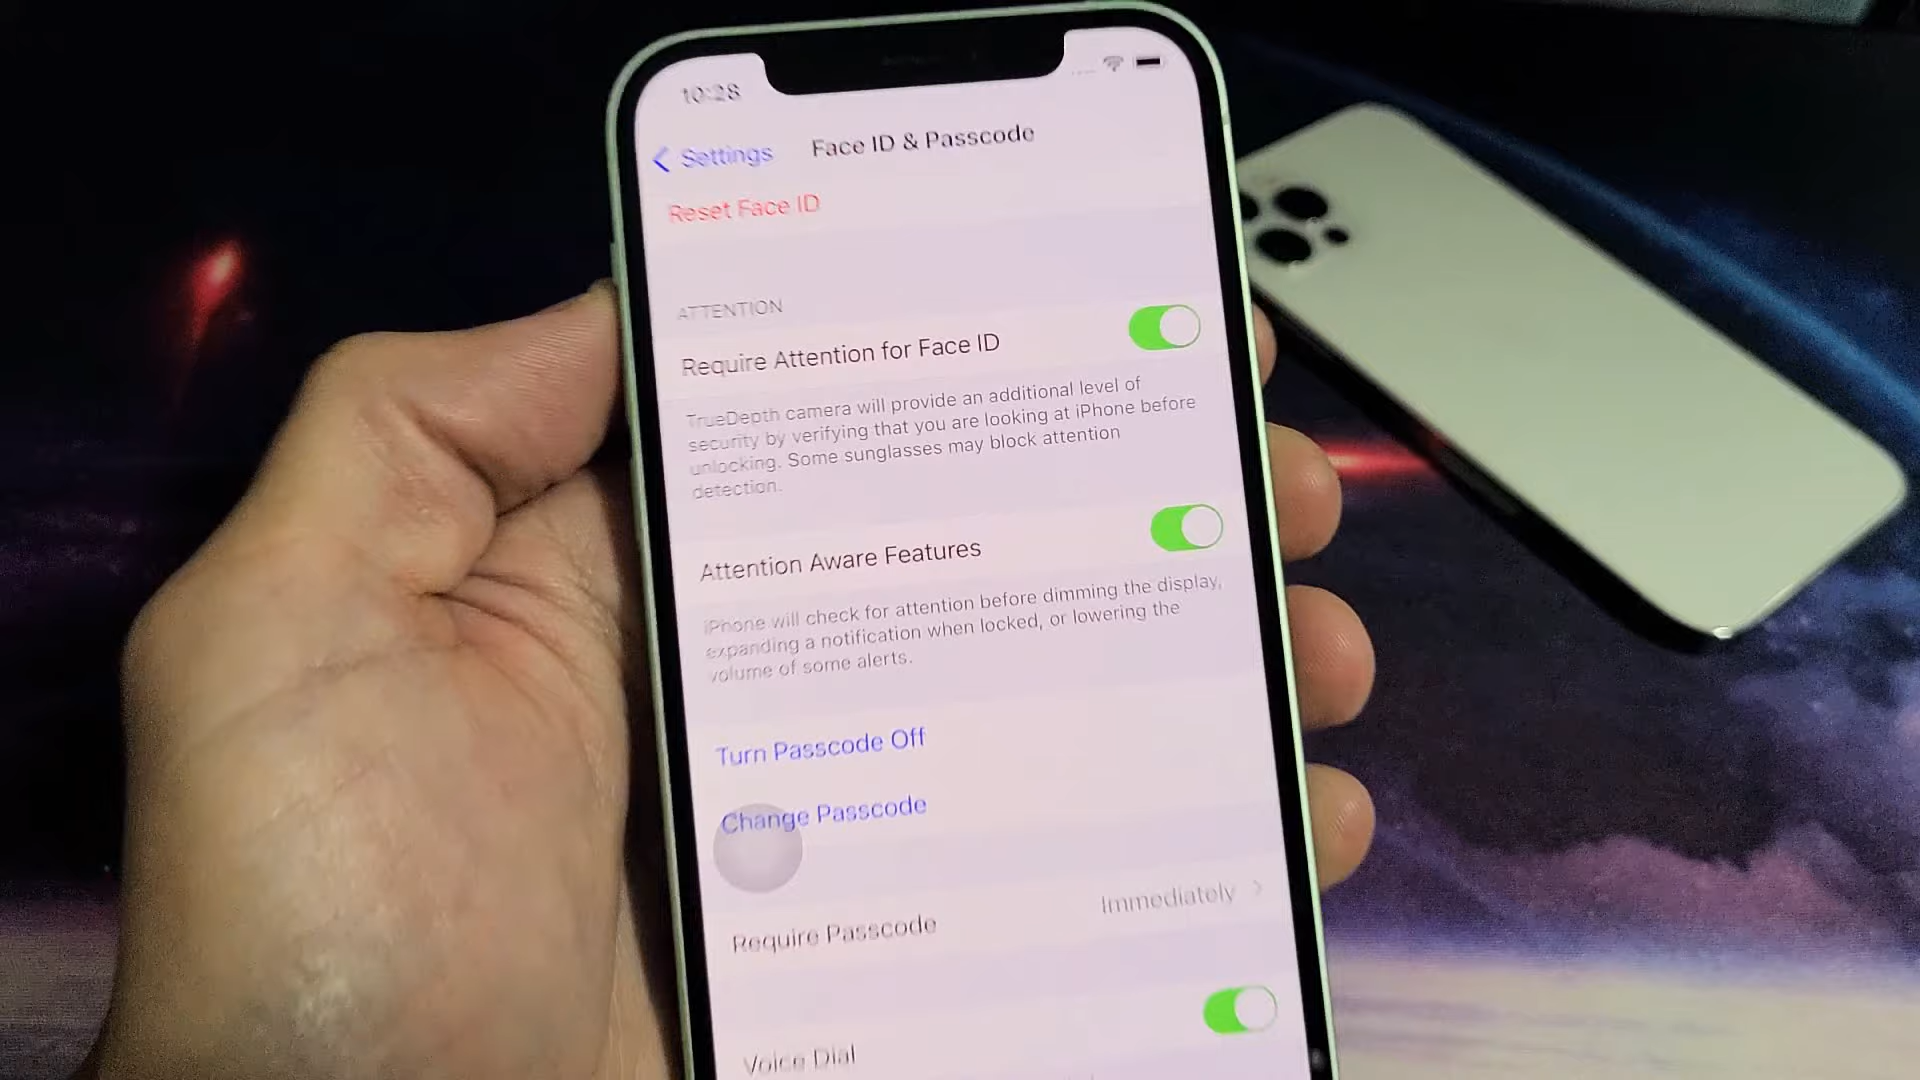 10:28
Settings
Face ID & Passcode
Reset Face ID
ATTENTION
Require Attention for Face ID
TrueDepth camera will provide an additional level of
security by verifying that you are looking at iPhone before
unlocking. Some sunglasses may block attention
detection.
Attention Aware Features
iPhone will check for attention before dimming the display,
expanding a notification when locked, or lowering the
volume of some alerts.
Turn Passcode Off
Change Passcode
Require Passcode
Immediately
Voice Dial